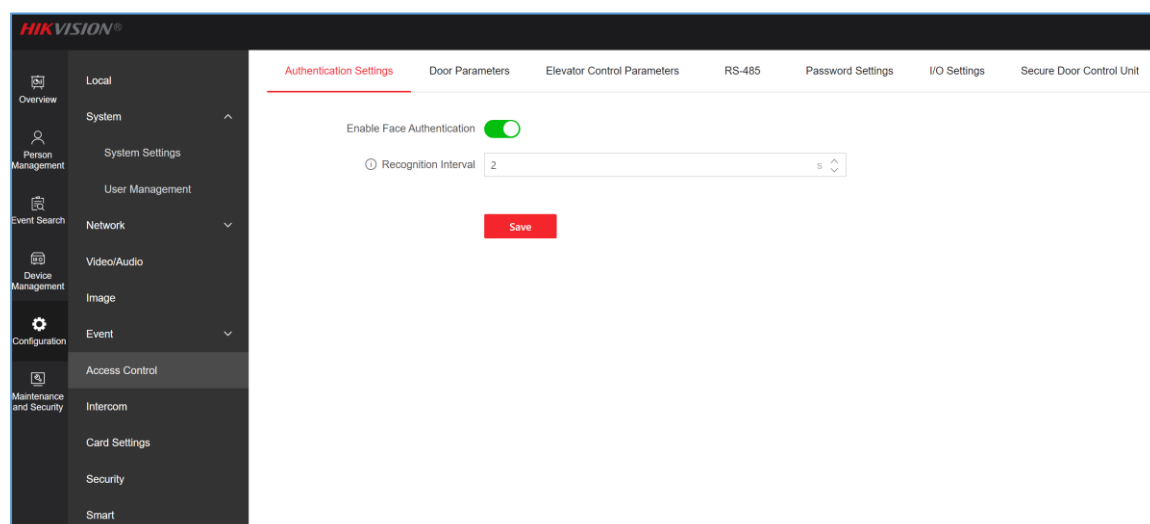 HIKVISION®
Overview
Person
Management
Event Search
Device
Management
Configuration
Maintenance
and Security
Local
System
System Settings
User Management
Network
Video/Audio
Image
Event
Access Control
Intercom
Card Settings
Security
Smart
Authentication Settings Door Parameters Elevator Control Parameters RS-485 Password Settings I/O Settings Secure Door Control Unit
Enable Face Authentication
Recognition Interval 2 s
Save